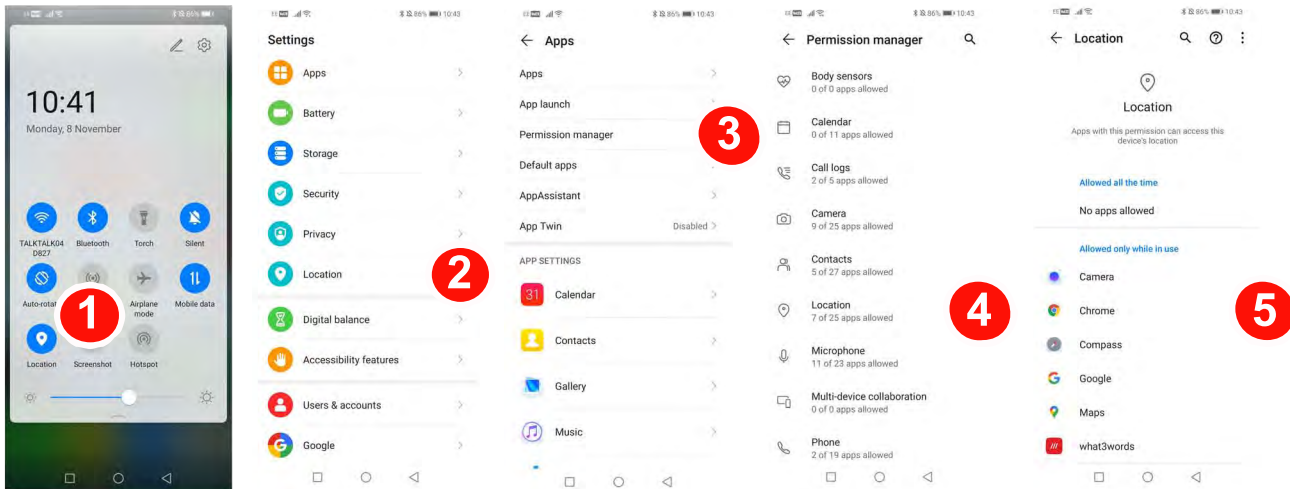 86%
10:41
Monday, 8 November
TALKTALK04
D827
Bluetooth
Torch
Silent
Auto-rotat
Airplane
mode
Mobile data
1
Location
Screenshot
Hotspot
86% 10:43
Settings
Apps
Battery
Storage
Security
Privacy
Location
2
Digital balance
Accessibility features
Users & accounts
Google
86% 10:43
Apps
Apps
App launch
Permission manager
3
Default apps
AppAssistant
App Twin Disabled
APP SETTINGS
31 Calendar
Contacts
Gallery
Music
86% 10:43
Permission manager
Body sensors
0 of 0 apps allowed
Calendar
0 of 11 apps allowed
Call logs
2 of 5 apps allowed
Camera
9 of 25 apps allowed
Contacts
5 of 27 apps allowed
Location
7 of 25 apps allowed
4
Microphone
11 of 23 apps allowed
Multi-device collaboration
0 of 0 apps allowed
Phone
2 of 19 apps allowed
86% 10:43
Location
Location
Apps with this permission can access this
device's location
Allowed all the time
No apps allowed
Allowed only while in use
Camera
Chrome
5
Compass
Google
Maps
what3words